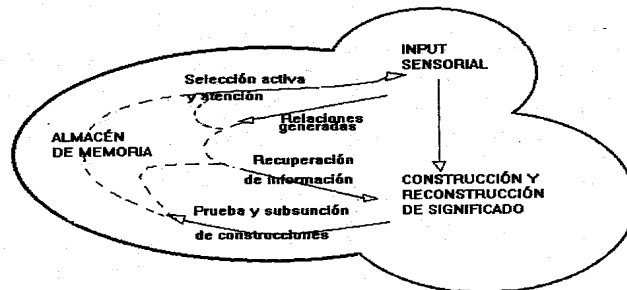 INPUT
SENSORIAL
Selección activa
y atención
Relaciones
generadas
ALMACÉN
DE MEMORIA
Recuperación
de información
CONSTRUCCIÓN Y
RECONSTRUCCIÓN
DE SIGNIFICADO
Prueba y subsunción
de construcciones